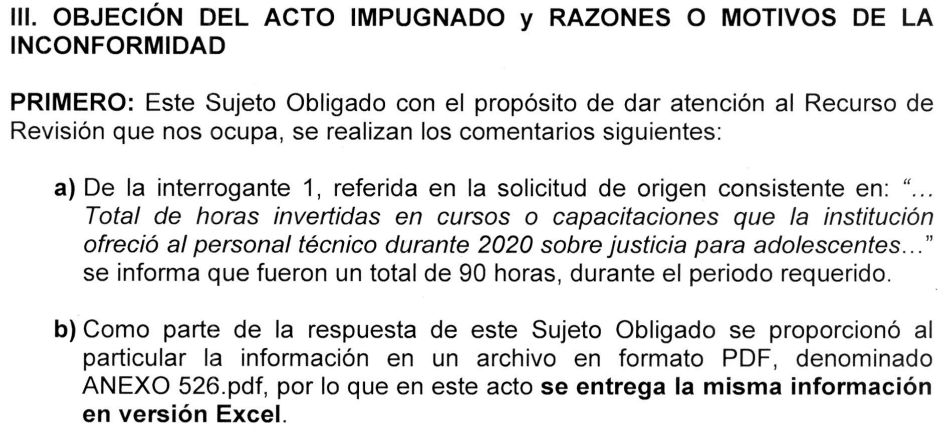 III. OBJECIÓN DEL ACTO IMPUGNADO y RAZONES O MOTIVOS DE LA
INCONFORMIDAD
PRIMERO: Este Sujeto Obligado con el propósito de dar atención al Recurso de
Revisión que nos ocupa, se realizan los comentarios siguientes:
a) De la interrogante 1, referida en la solicitud de origen consistente en: “…
Total de horas invertidas en cursos o capacitaciones que la institución
ofreció al personal técnico durante 2020 sobre justicia para adolescentes…”
se informa que fueron un total de 90 horas, durante el periodo requerido.
b) Como parte de la respuesta de este Sujeto Obligado se proporcionó al
particular la información en un archivo en formato PDF, denominado
ANEXO 526.pdf, por lo que en este acto se entrega la misma información
en versión Excel.